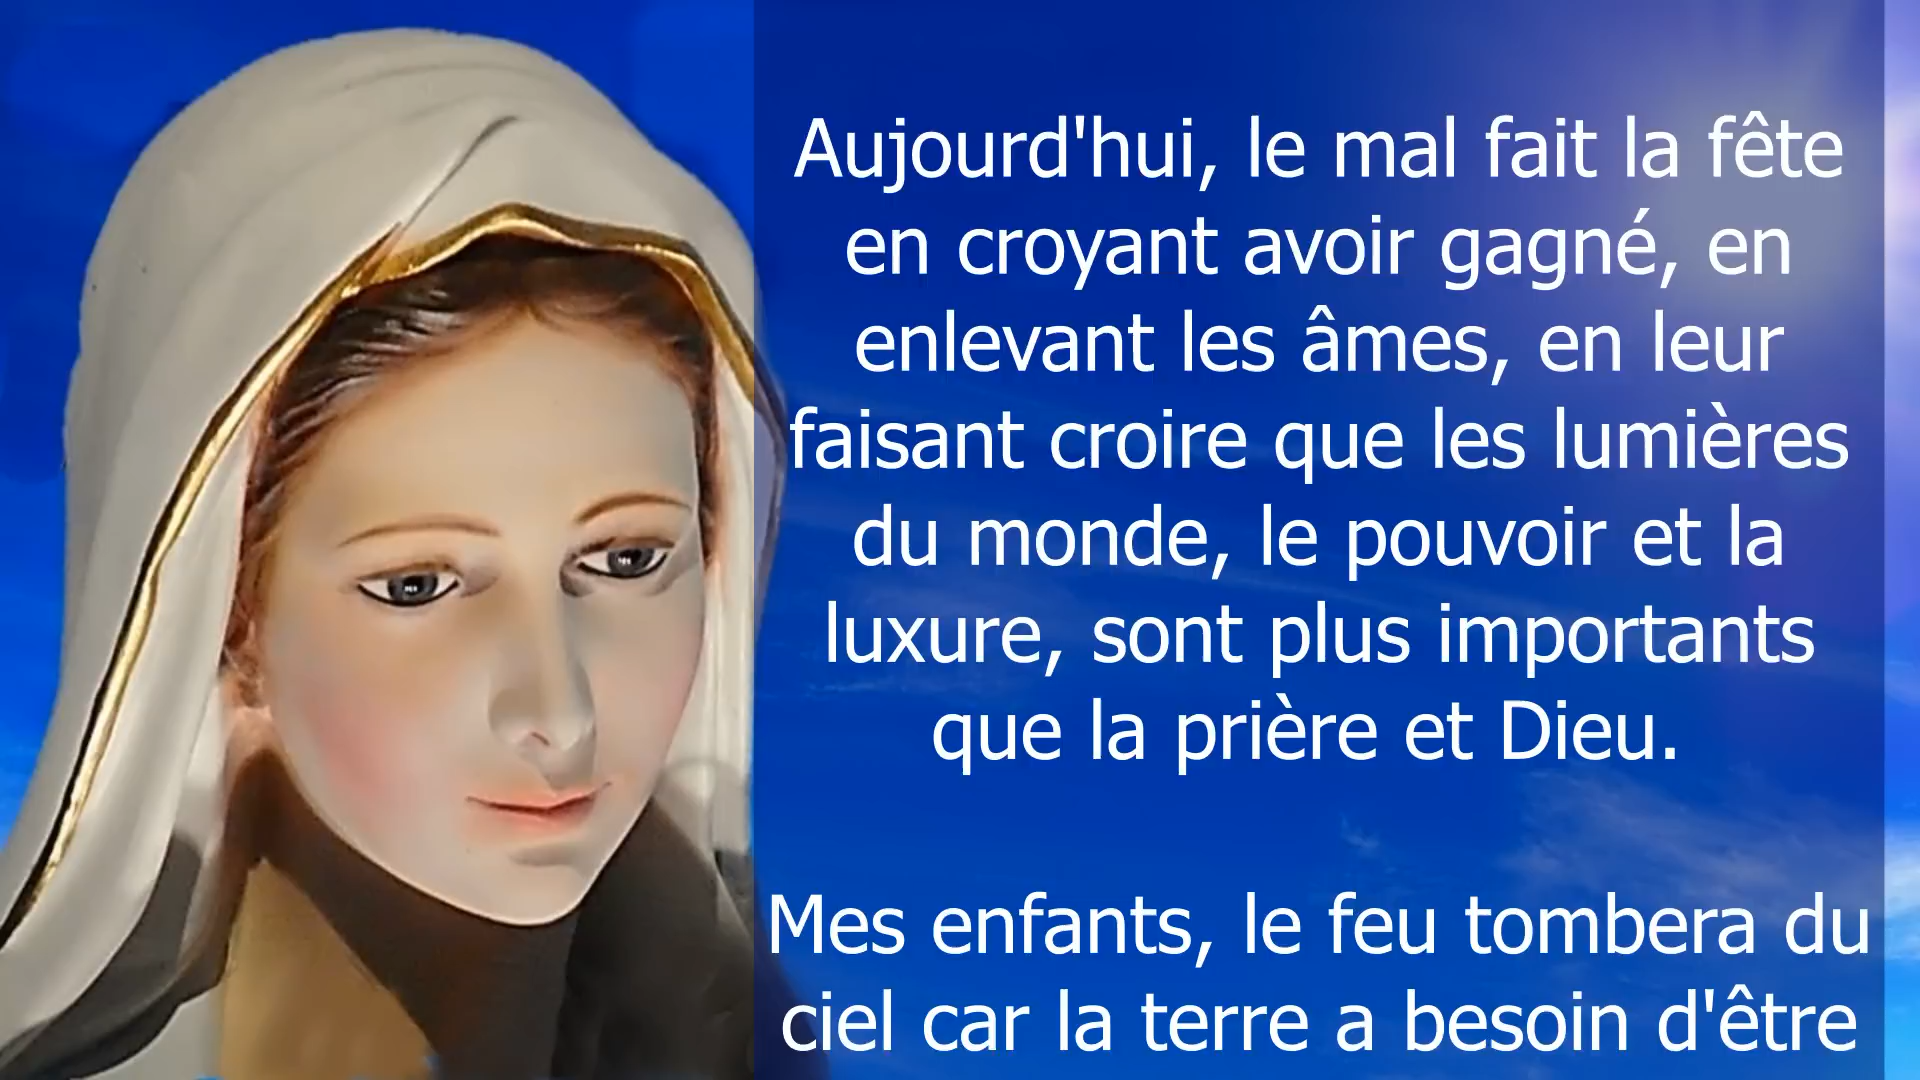 Aujourd'hui, le mal fait la fête
en croyant avoir gagné, en
enlevant les âmes, en leur
faisant croire que les lumières
du monde, le pouvoir et la
luxure, sont plus importants
que la prière et Dieu.
Mes enfants, le feu tombera du
ciel car la terre a besoin d'être